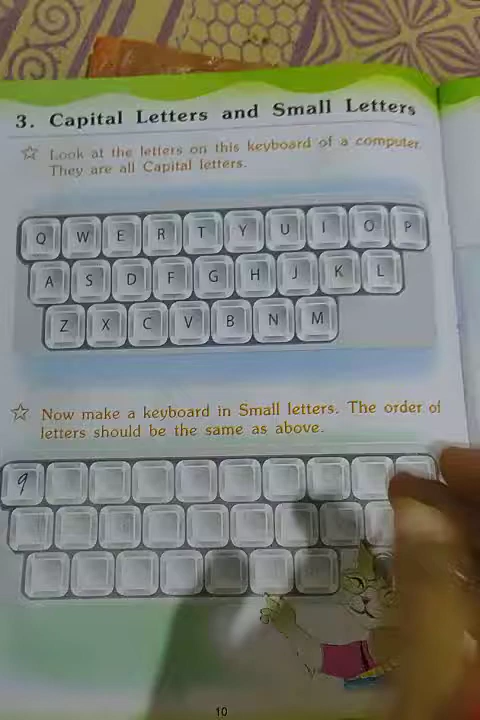 3. Capital Letters and Small Letters
☆ Look at the letters on this keyboard of a computer.
They are all Capital letters.
Q W E R T Y U I O P
A S D F G H J K L
Z X C V B N M
☆ Now make a keyboard in Small letters. The order of
letters should be the same as above.
q
10